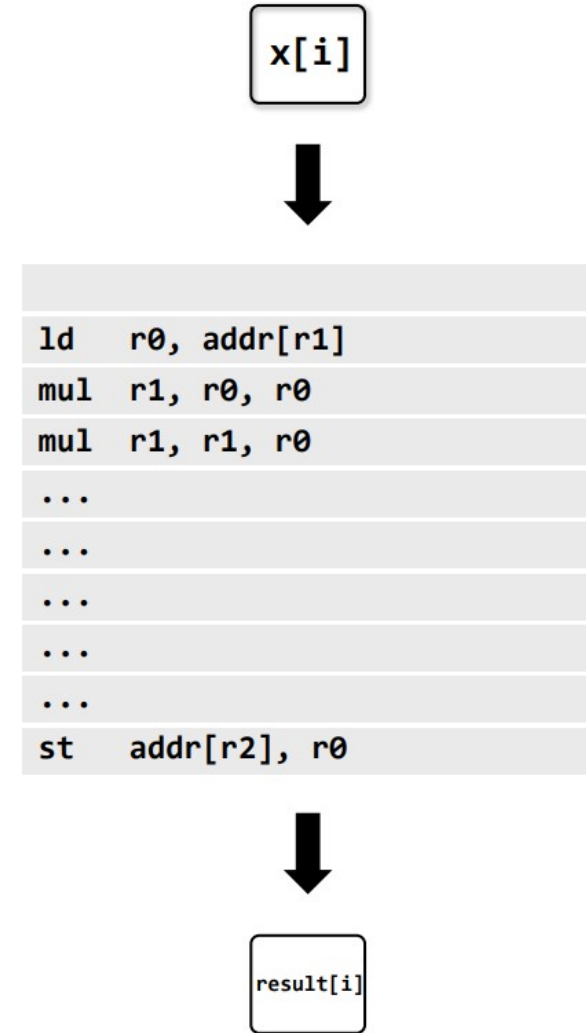 x[i]
ld r0, addr[r1]
mul r1, r0, r0
mul r1, r1, r0
...
...
...
...
...
st addr[r2], r0
result[i]